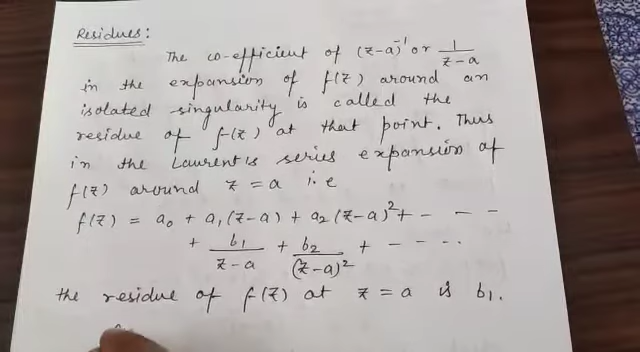 Residues:
The co-efficient of (z-a)⁻¹ or 1/(z-a)
in the expansion of f(z) around an
isolated singularity is called the
residue of f(z) at that point. Thus
in the Laurent's series expansion of
f(z) around z = a i.e
f(z) = a₀ + a₁(z-a) + a₂(z-a)² + - - -
+ b₁/(z-a) + b₂/(z-a)² + - - - -
the residue of f(z) at z = a is b₁.